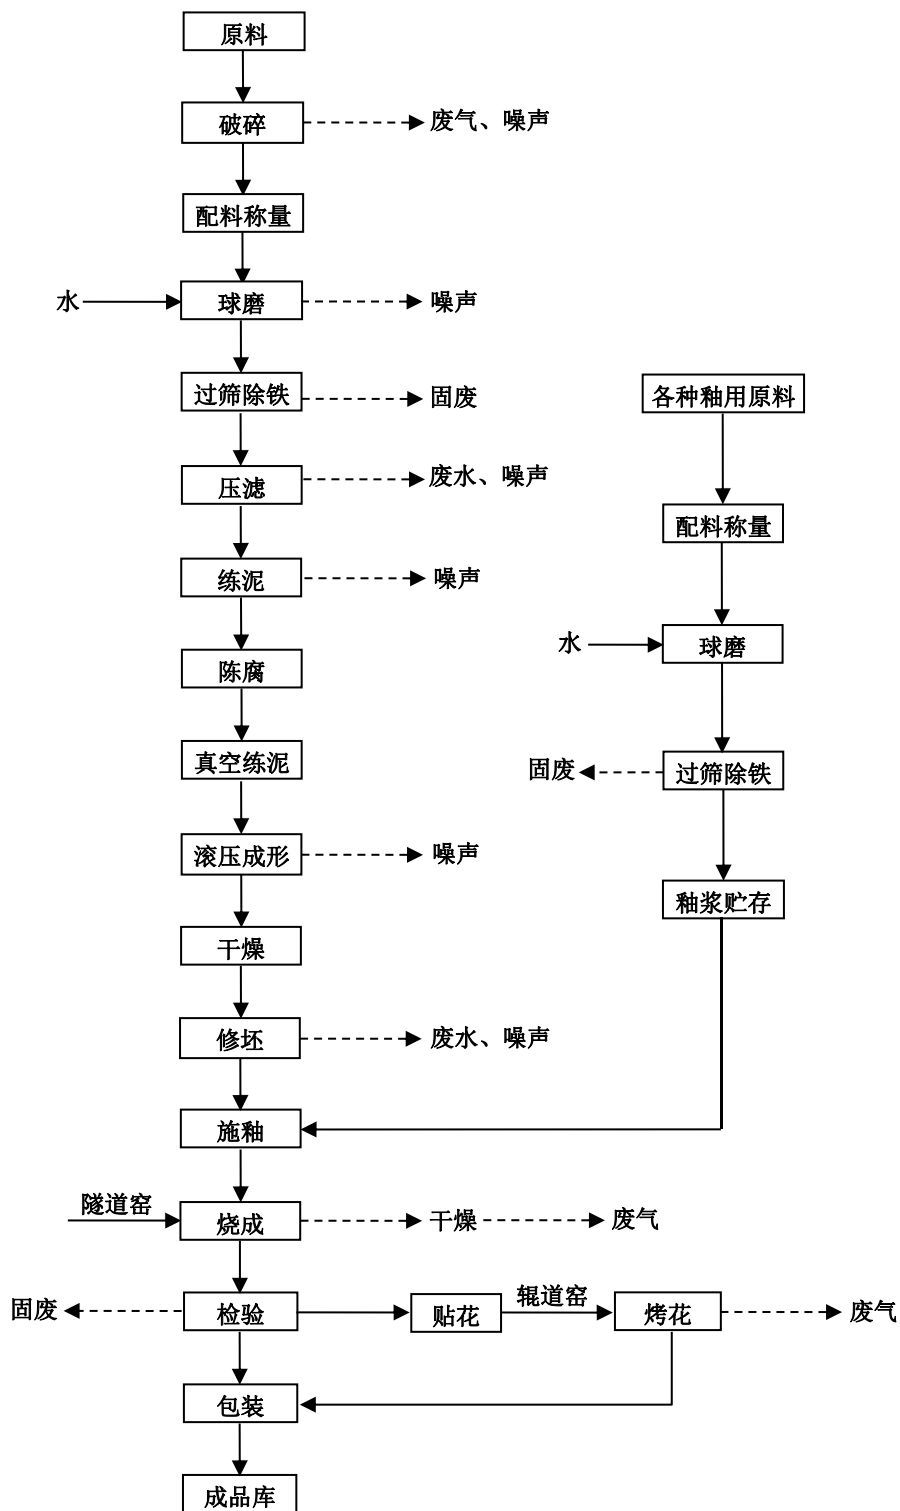 原料
破碎
废气、噪声
配料称量
水
球磨
噪声
过筛除铁
固废
各种釉用原料
压滤
废水、噪声
配料称量
练泥
噪声
水
球磨
陈腐
真空练泥
固废
过筛除铁
滚压成形
噪声
釉浆贮存
干燥
修坯
废水、噪声
施釉
隧道窑
烧成
干燥
废气
固废
检验
贴花
辊道窑
烤花
废气
包装
成品库